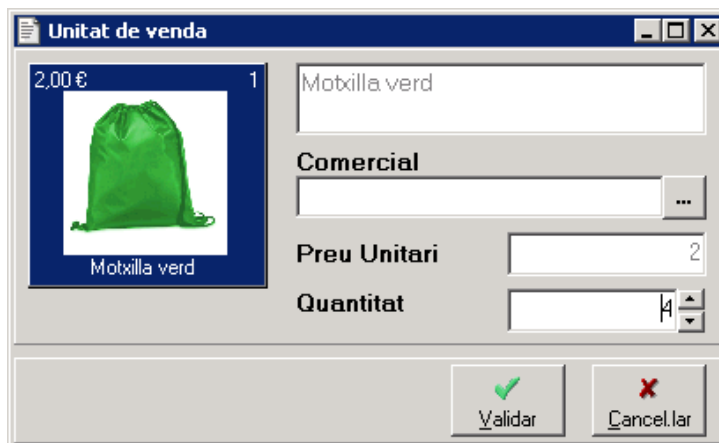 Unitat de venda
2,00 € 1
Motxilla verd
Motxilla verd
Comercial
...
Preu Unitari 2
Quantitat 4
Validar Cancel.lar